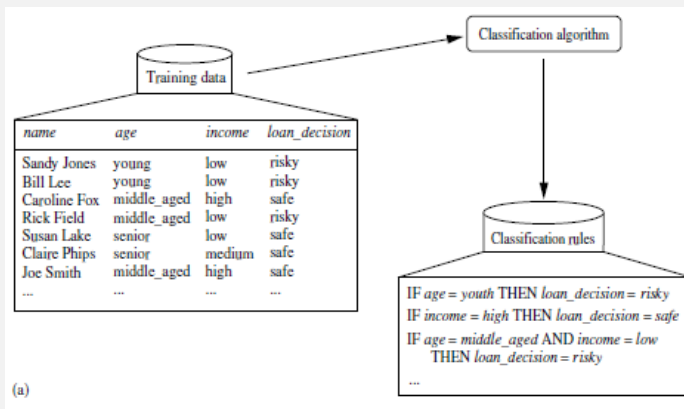 Classification algorithm
Training data
name age income loan_decision
Sandy Jones young low risky
Bill Lee young low risky
Caroline Fox middle_aged high safe
Rick Field middle_aged low risky
Susan Lake senior low safe
Claire Phips senior medium safe
Joe Smith middle_aged high safe
... ... ... ...
Classification rules
IF age = youth THEN loan_decision = risky
IF income = high THEN loan_decision = safe
IF age = middle_aged AND income = low
THEN loan_decision = risky
...
(a)